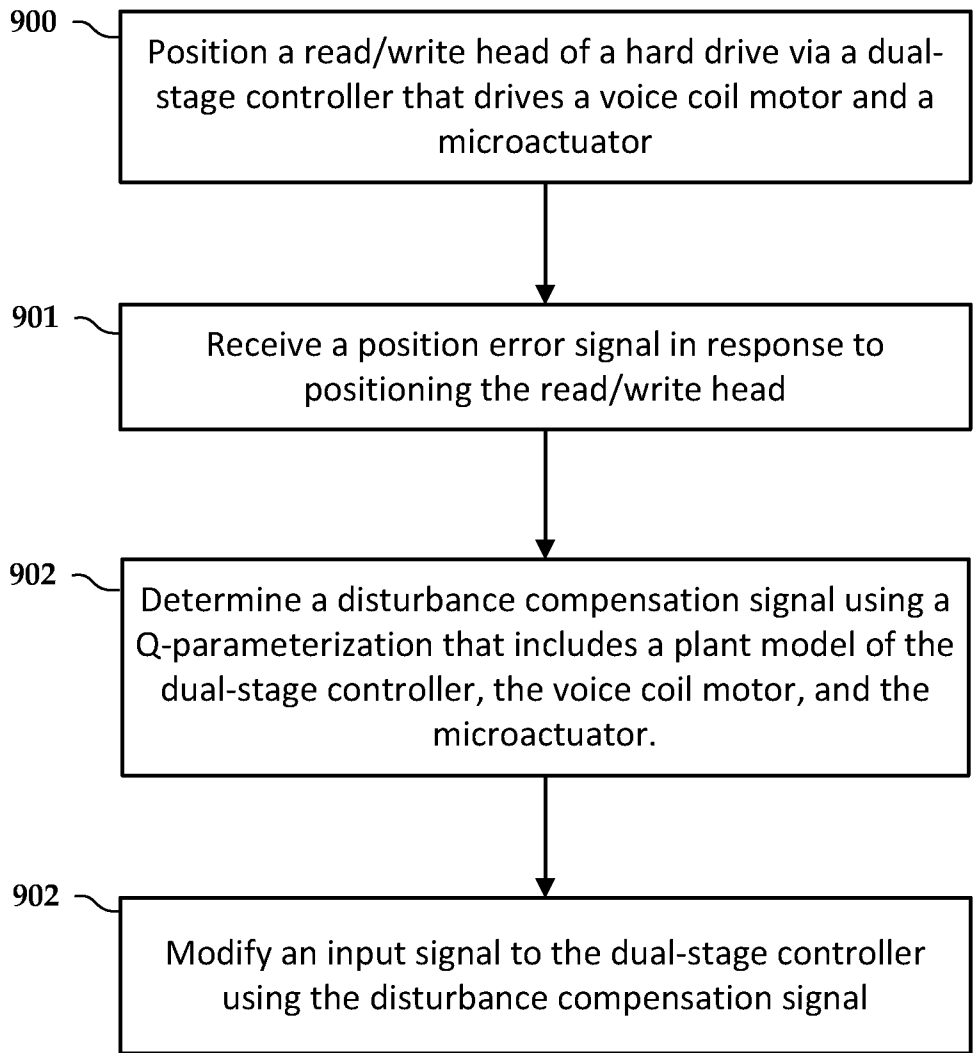 900
Position a read/write head of a hard drive via a dual-
stage controller that drives a voice coil motor and a
microactuator
901
Receive a position error signal in response to
positioning the read/write head
902
Determine a disturbance compensation signal using a
Q-parameterization that includes a plant model of the
dual-stage controller, the voice coil motor, and the
microactuator.
902
Modify an input signal to the dual-stage controller
using the disturbance compensation signal